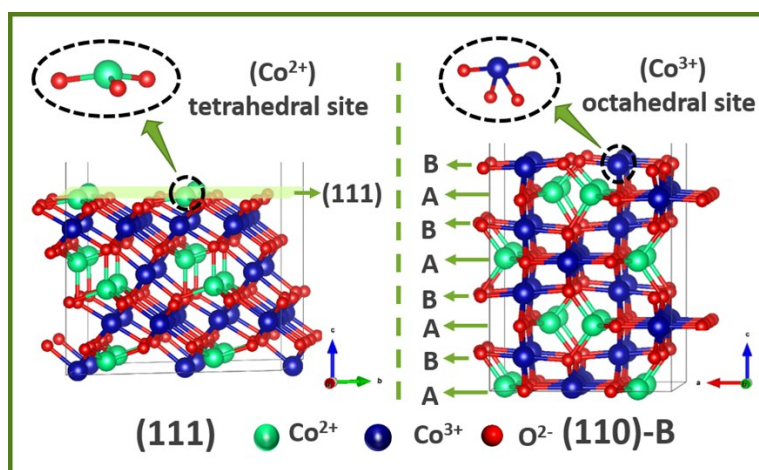 (Co²⁺)
tetrahedral site
(111)
c
b
(Co³⁺)
octahedral site
B
A
B
A
B
A
B
A
c
a
(111)
Co²⁺
Co³⁺
O²⁻
(110)-B